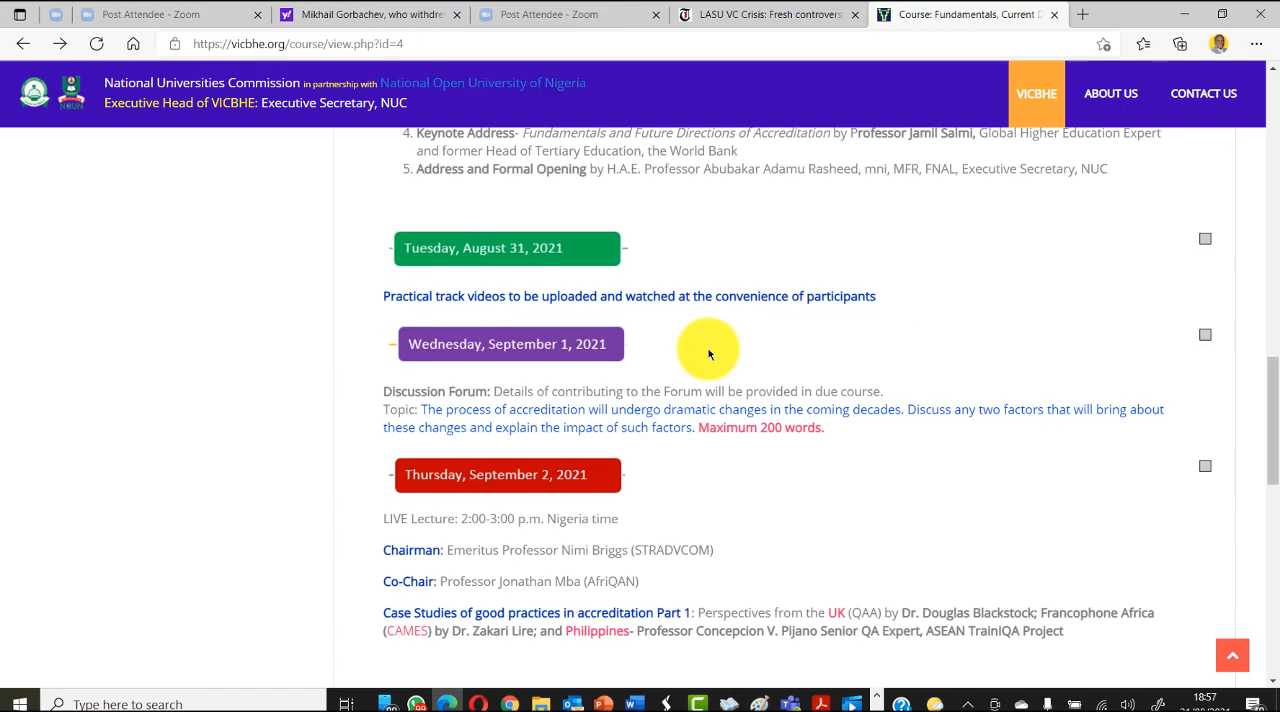 Post Attendee - Zoom
Mikhail Gorbachev, who withdre
Post Attendee - Zoom
LASU VC Crisis: Fresh controvers
Course: Fundamentals, Current D
https://vicbhe.org/course/view.php?id=4
National Universities Commission in partnership with National Open University of Nigeria
Executive Head of VICBHE: Executive Secretary, NUC
VICBHE
ABOUT US
CONTACT US
4. Keynote Address- Fundamentals and Future Directions of Accreditation by Professor Jamil Salmi, Global Higher Education Expert
and former Head of Tertiary Education, the World Bank
5. Address and Formal Opening by H.A.E. Professor Abubakar Adamu Rasheed, mni, MFR, FNAL, Executive Secretary, NUC
Tuesday, August 31, 2021
Practical track videos to be uploaded and watched at the convenience of participants
Wednesday, September 1, 2021
Discussion Forum: Details of contributing to the Forum will be provided in due course.
Topic: The process of accreditation will undergo dramatic changes in the coming decades. Discuss any two factors that will bring about
these changes and explain the impact of such factors. Maximum 200 words.
Thursday, September 2, 2021
LIVE Lecture: 2:00-3:00 p.m. Nigeria time
Chairman: Emeritus Professor Nimi Briggs (STRADVCOM)
Co-Chair: Professor Jonathan Mba (AfriQAN)
Case Studies of good practices in accreditation Part 1: Perspectives from the UK (QAA) by Dr. Douglas Blackstock; Francophone Africa
(CAMES) by Dr. Zakari Lire; and Philippines- Professor Concepcion V. Pijano Senior QA Expert, ASEAN TrainIQA Project
Type here to search
18:57